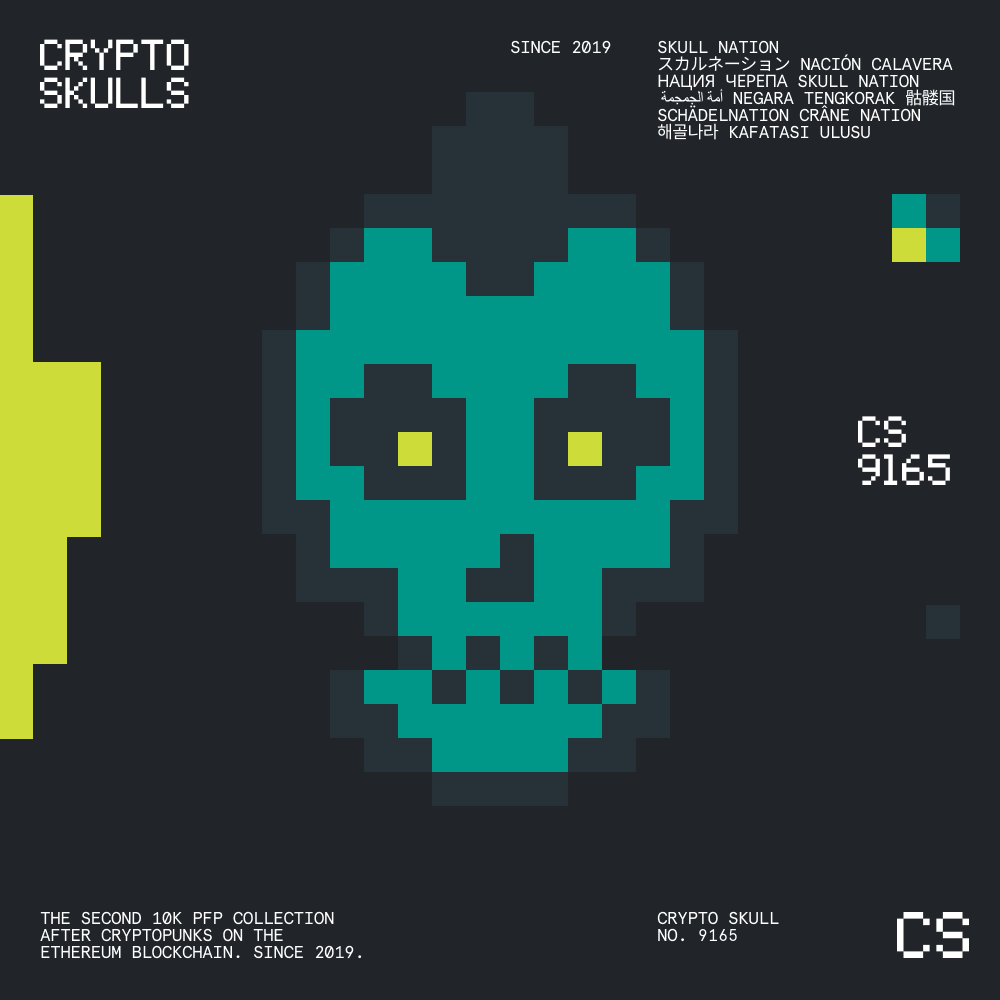 CRYPTO
SKULLS
SINCE 2019
SKULL NATION
スカルネーション NACIÓN CALAVERA
НАЦИЯ ЧЕРЕПА SKULL NATION
أمة الجمجمة NEGARA TENGKORAK 骷髅国
SCHÄDELNATION CRÂNE NATION
해골나라 KAFATASI ULUSU
CS
9165
THE SECOND 10K PFP COLLECTION
AFTER CRYPTOPUNKS ON THE
ETHEREUM BLOCKCHAIN. SINCE 2019.
CRYPTO SKULL
NO. 9165
CS